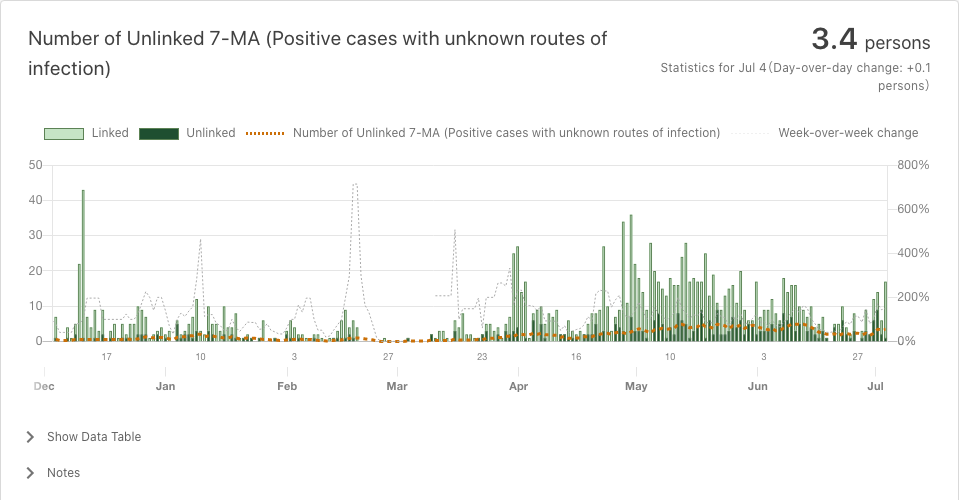 Number of Unlinked 7-MA (Positive cases with unknown routes of
infection)
3.4 persons
Statistics for Jul 4(Day-over-day change: +0.1
persons)
Linked Unlinked Number of Unlinked 7-MA (Positive cases with unknown routes of infection) Week-over-week change
50 800%
40 600%
30 400%
20 200%
10 0%
0
17 10 3 27 23 16 10 3 27
Dec Jan Feb Mar Apr May Jun Jul
Show Data Table
Notes